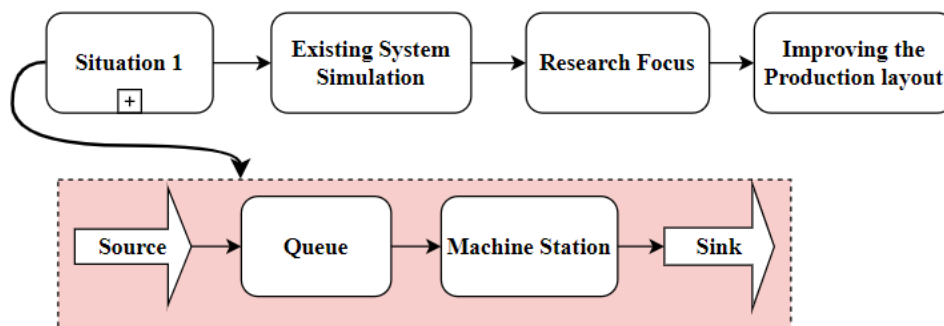 Situation 1
+
Existing System
Simulation
Research Focus
Improving the
Production layout
Source
Queue
Machine Station
Sink